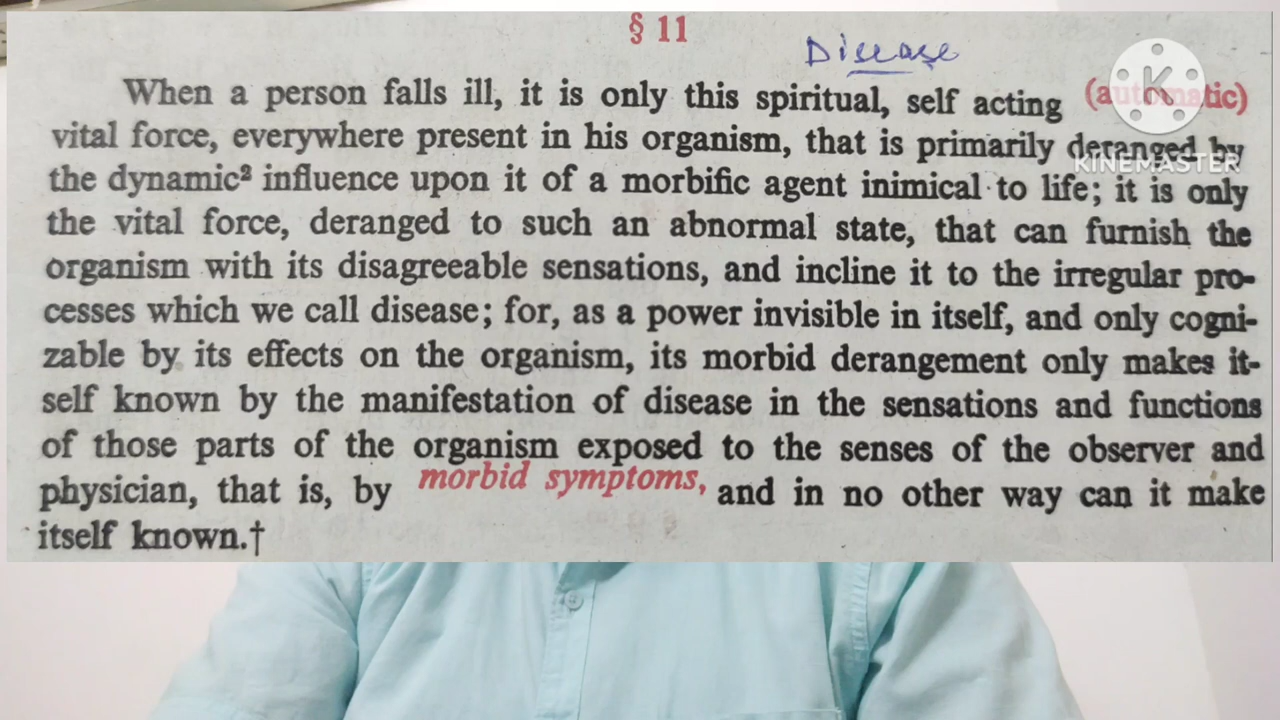 § 11
Disease
When a person falls ill, it is only this spiritual, self acting (automatic)
vital force, everywhere present in his organism, that is primarily deranged by
KINEMASTER
the dynamic² influence upon it of a morbific agent inimical to life; it is only
the vital force, deranged to such an abnormal state, that can furnish the
organism with its disagreeable sensations, and incline it to the irregular pro-
cesses which we call disease; for, as a power invisible in itself, and only cogni-
zable by its effects on the organism, its morbid derangement only makes it-
self known by the manifestation of disease in the sensations and functions
of those parts of the organism exposed to the senses of the observer and
physician, that is, by morbid symptoms, and in no other way can it make
itself known.†